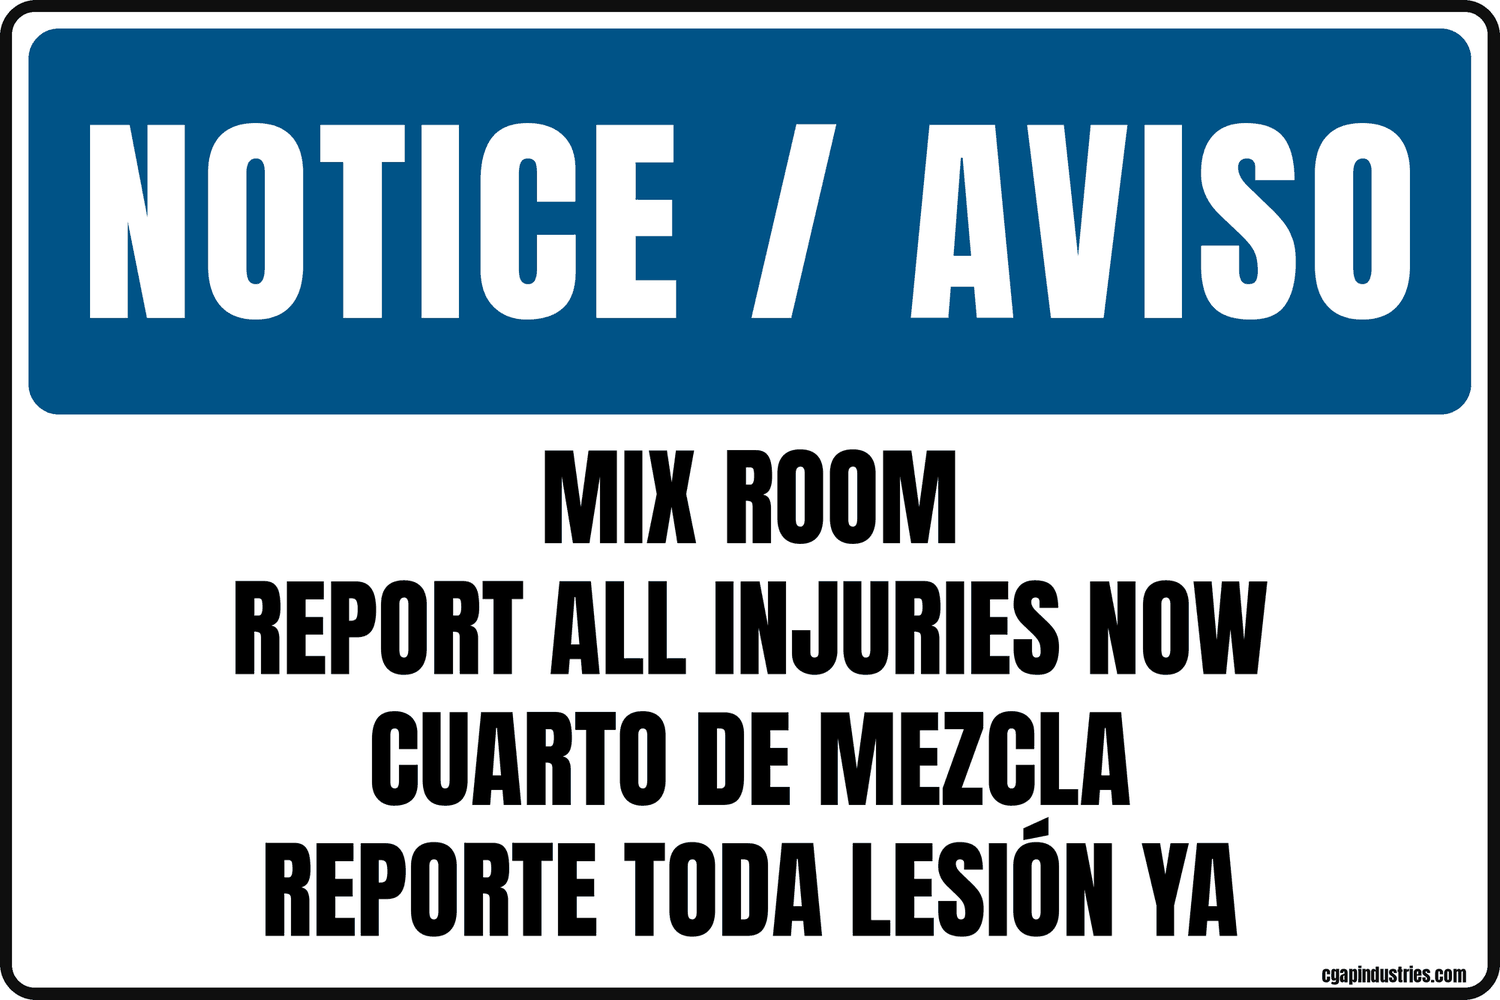 NOTICE / AVISO
MIX ROOM
REPORT ALL INJURIES NOW
CUARTO DE MEZCLA
REPORTE TODA LESIÓN YA
cgapindustries.com